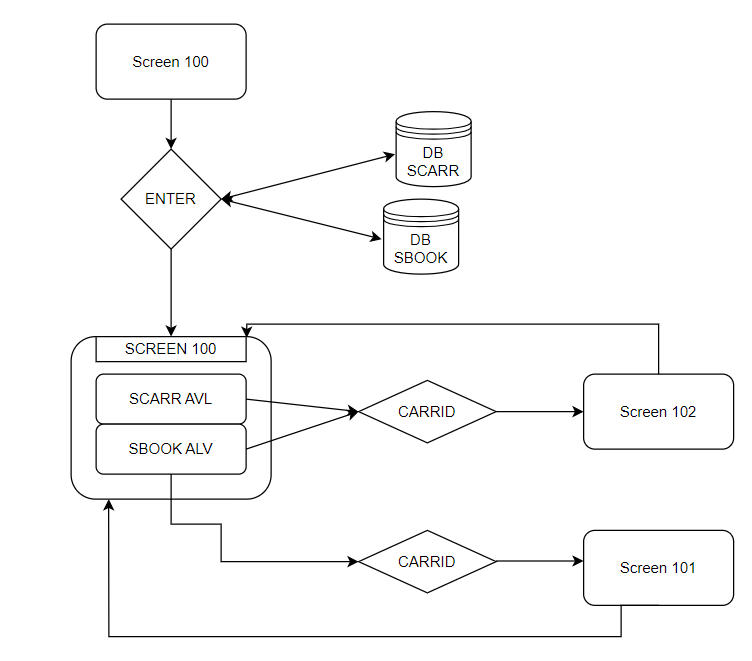 Screen 100
ENTER
DB
SCARR
DB
SBOOK
SCREEN 100
SCARR AVL
SBOOK ALV
CARRID
Screen 102
CARRID
Screen 101